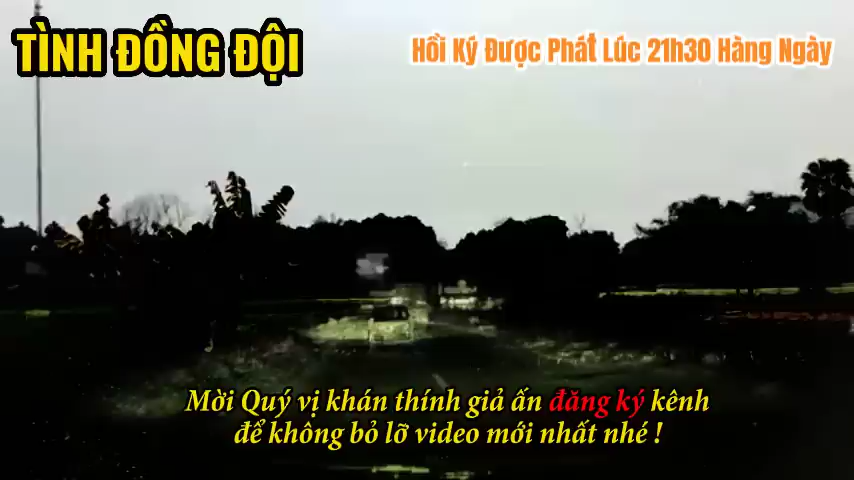 TÌNH ĐỒNG ĐỘI
Hồi Ký Được Phát Lúc 21h30 Hàng Ngày
Mời Quý vị khán thính giả ấn đăng ký kênh
để không bỏ lỡ video mới nhất nhé !